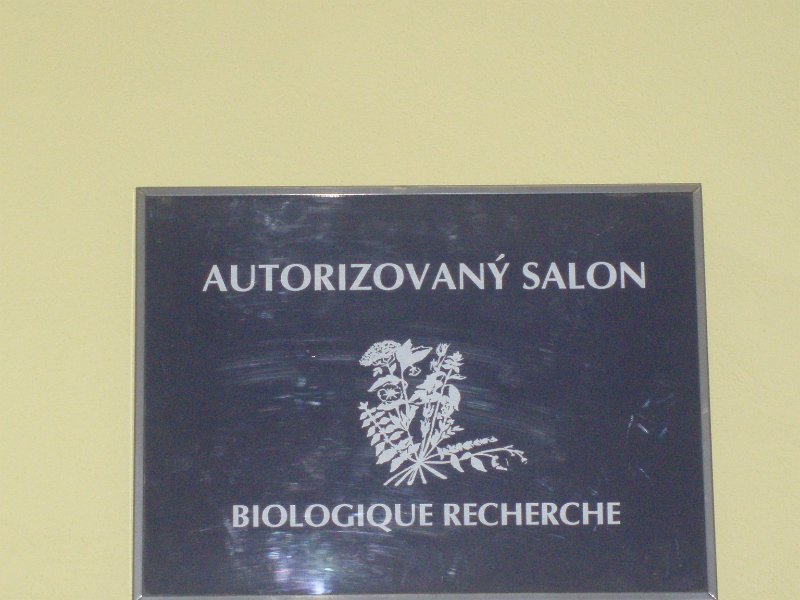 AUTORIZOVANÝ SALON
BIOLOGIQUE RECHERCHE